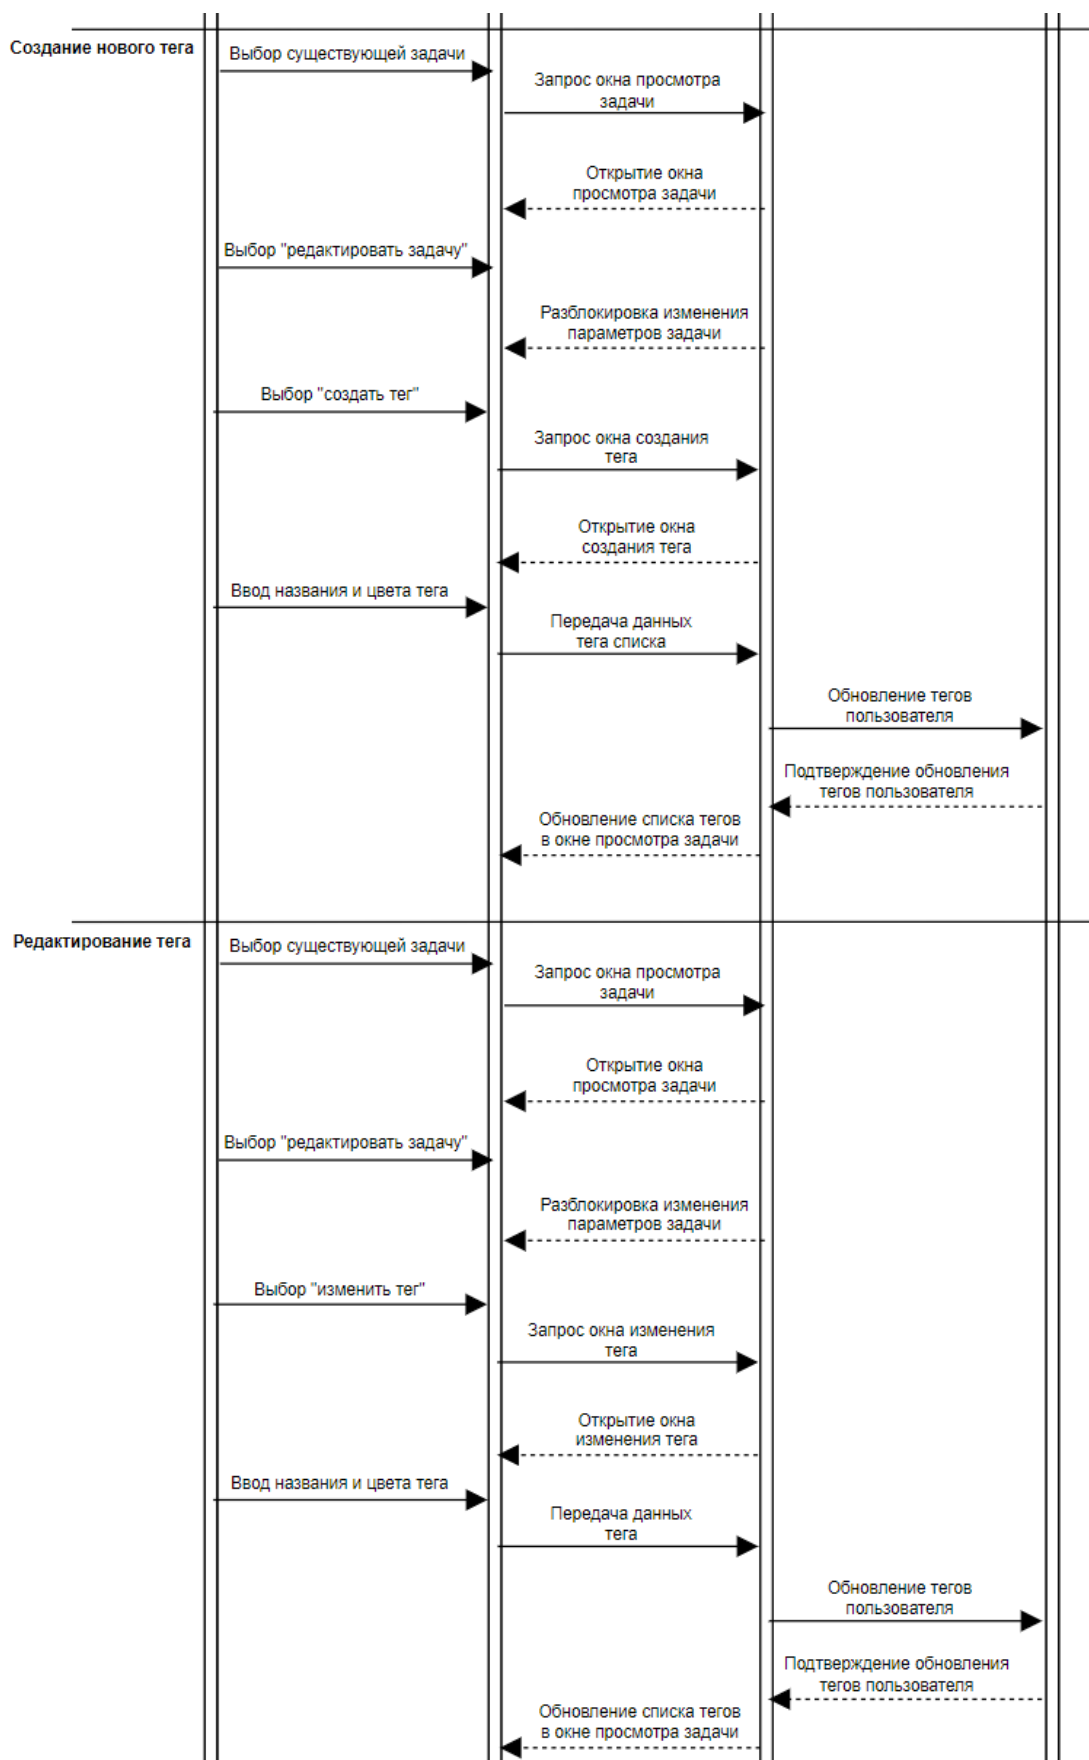 Создание нового тега
Выбор существующей задачи
Запрос окна просмотра
задачи
Открытие окна
просмотра задачи
Выбор "редактировать задачу"
Разблокировка изменения
параметров задачи
Выбор "создать тег"
Запрос окна создания
тега
Открытие окна
создания тега
Ввод названия и цвета тега
Передача данных
тега списка
Обновление тегов
пользователя
Подтверждение обновления
тегов пользователя
Обновление списка тегов
в окне просмотра задачи
Редактирование тега
Выбор существующей задачи
Запрос окна просмотра
задачи
Открытие окна
просмотра задачи
Выбор "редактировать задачу"
Разблокировка изменения
параметров задачи
Выбор "изменить тег"
Запрос окна изменения
тега
Открытие окна
изменения тега
Ввод названия и цвета тега
Передача данных
тега
Обновление тегов
пользователя
Подтверждение обновления
тегов пользователя
Обновление списка тегов
в окне просмотра задачи